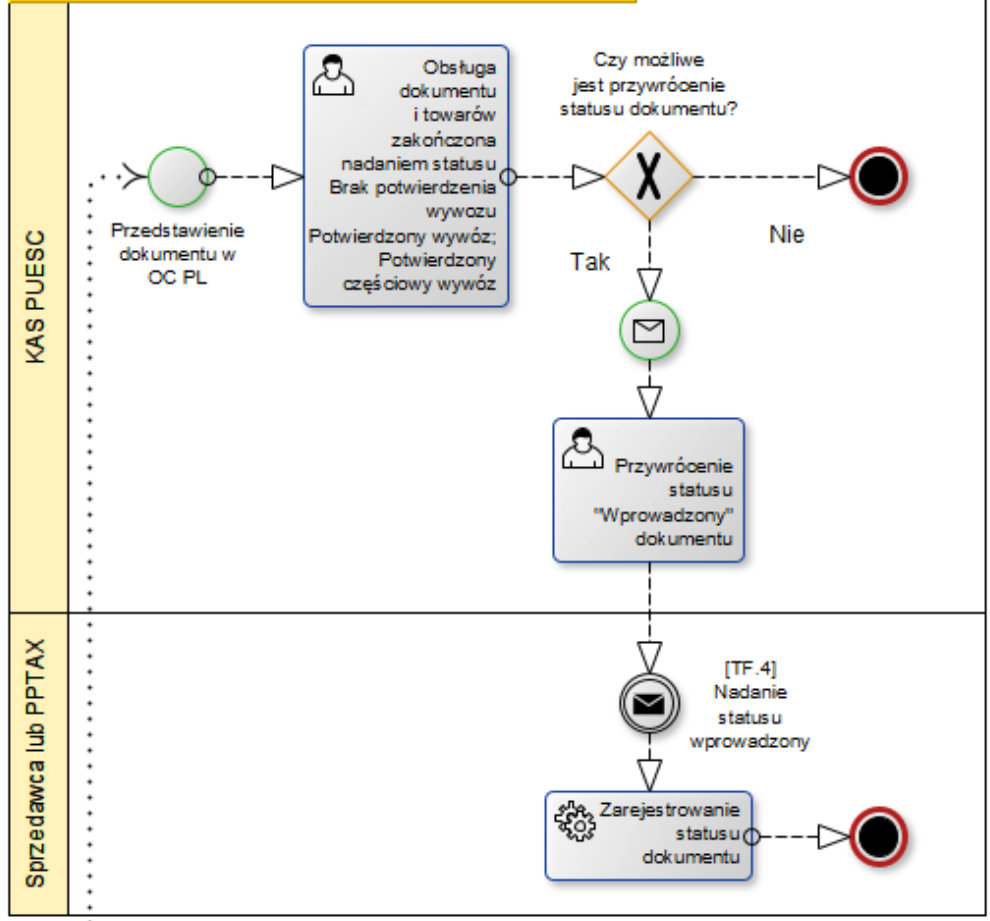 KAS PUESC
Przedstawienie
dokumentu w
OC PL
Obsługa
dokumentu
i towarów
zakończona
nadaniem statusu
Brak potwierdzenia
wywozu
Potwierdzony wywóz;
Potwierdzony
częściowy wywóz
Czy możliwe
jest przywrócenie
statusu dokumentu?
Nie
Tak
Przywrócenie
statusu
"Wprowadzony"
dokumentu
Sprzedawca lub PPTAX
[TF.4]
Nadanie
statusu
wprowadzony
Zarejestrowanie
statusu
dokumentu